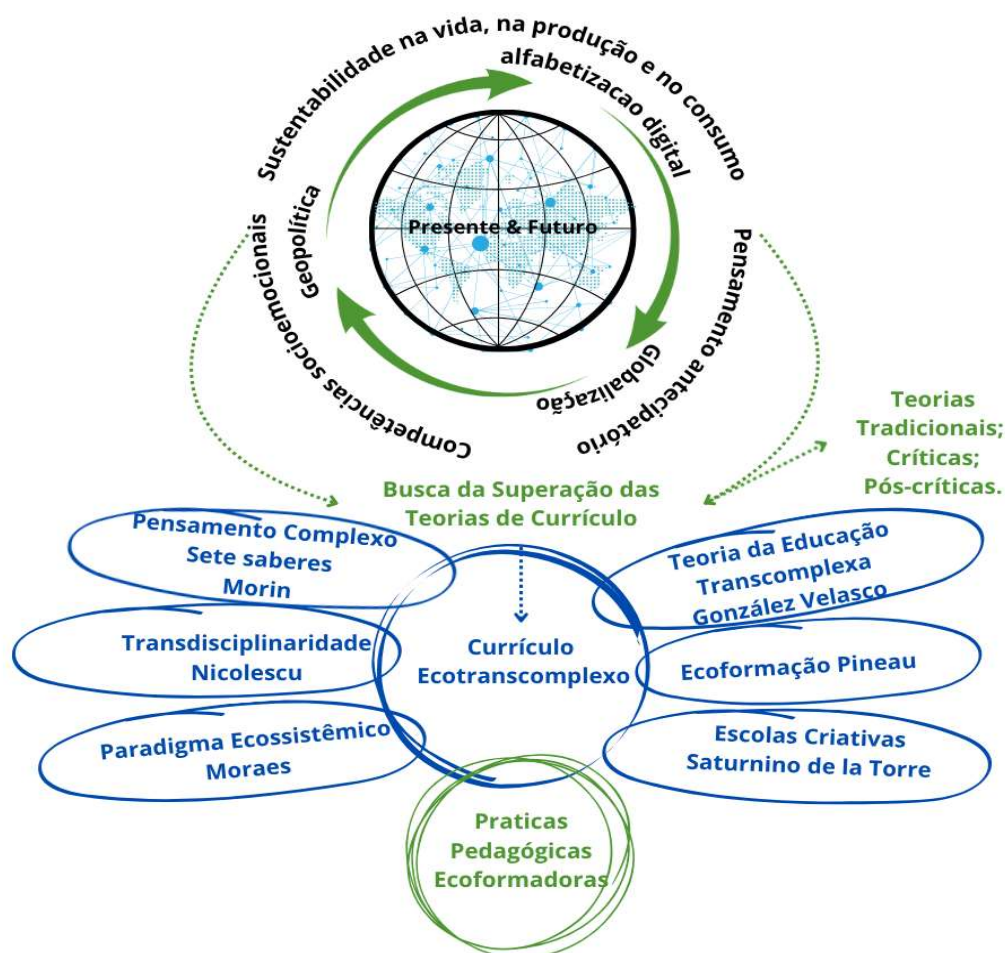 Sustentabilidade na vida, na produção e no consumo
alfabetizacao digital
Geopolítica
Presente & Futuro
Competências socioemocionais
Pensamento antecipatório
Globalização
Teorias
Tradicionais;
Críticas;
Pós-críticas.
Busca da Superação das
Teorias de Currículo
Pensamento Complexo
Sete saberes
Morin
Teoria da Educação
Transcomplexa
González Velasco
Transdisciplinaridade
Nicolescu
Currículo
Ecotranscomplexo
Ecoformação Pineau
Paradigma Ecossistêmico
Moraes
Escolas Criativas
Saturnino de la Torre
Praticas
Pedagógicas
Ecoformadoras